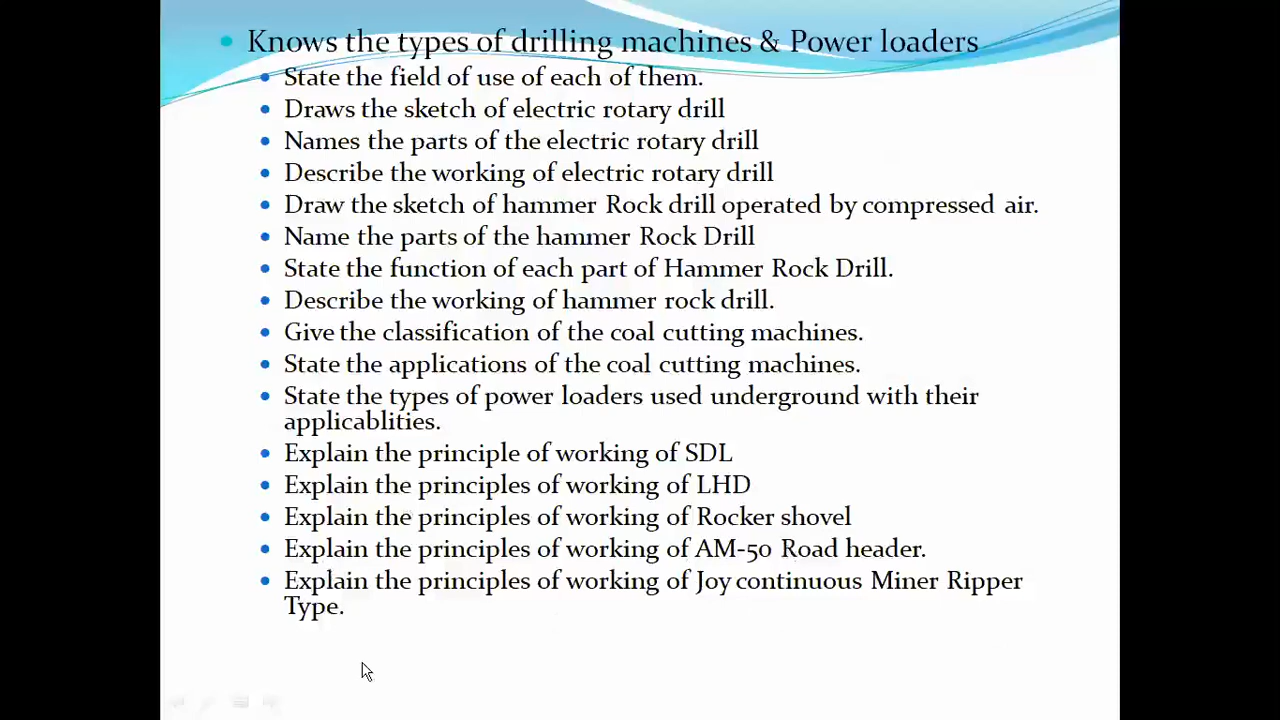 Knows the types of drilling machines & Power loaders
State the field of use of each of them.
Draws the sketch of electric rotary drill
Names the parts of the electric rotary drill
Describe the working of electric rotary drill
Draw the sketch of hammer Rock drill operated by compressed air.
Name the parts of the hammer Rock Drill
State the function of each part of Hammer Rock Drill.
Describe the working of hammer rock drill.
Give the classification of the coal cutting machines.
State the applications of the coal cutting machines.
State the types of power loaders used underground with their
applicablities.
Explain the principle of working of SDL
Explain the principles of working of LHD
Explain the principles of working of Rocker shovel
Explain the principles of working of AM-50 Road header.
Explain the principles of working of Joy continuous Miner Ripper
Type.